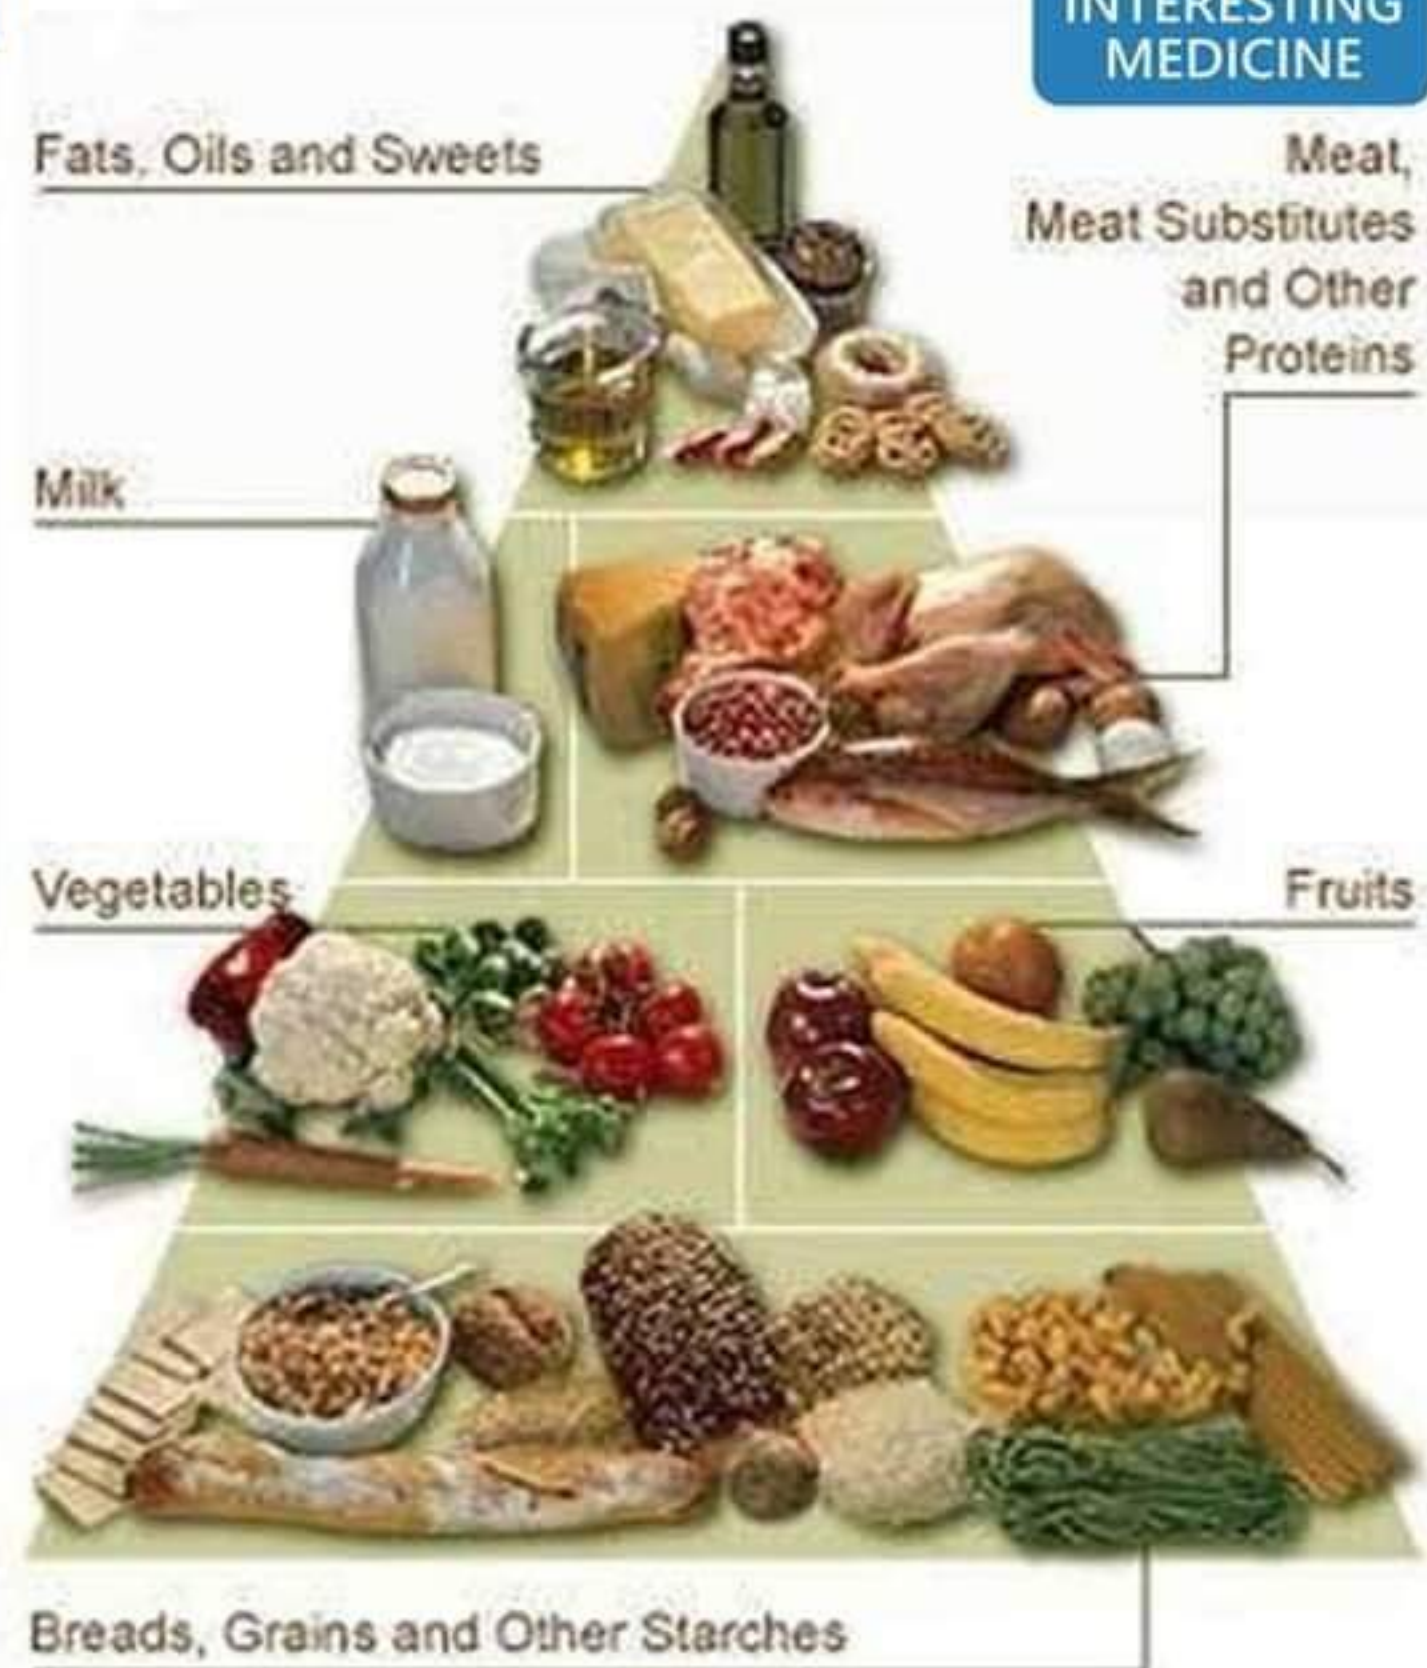 INTERESTING
MEDICINE
Fats, Oils and Sweets
Meat,
Meat Substitutes
and Other
Proteins
Milk
Vegetables
Fruits
Breads, Grains and Other Starches